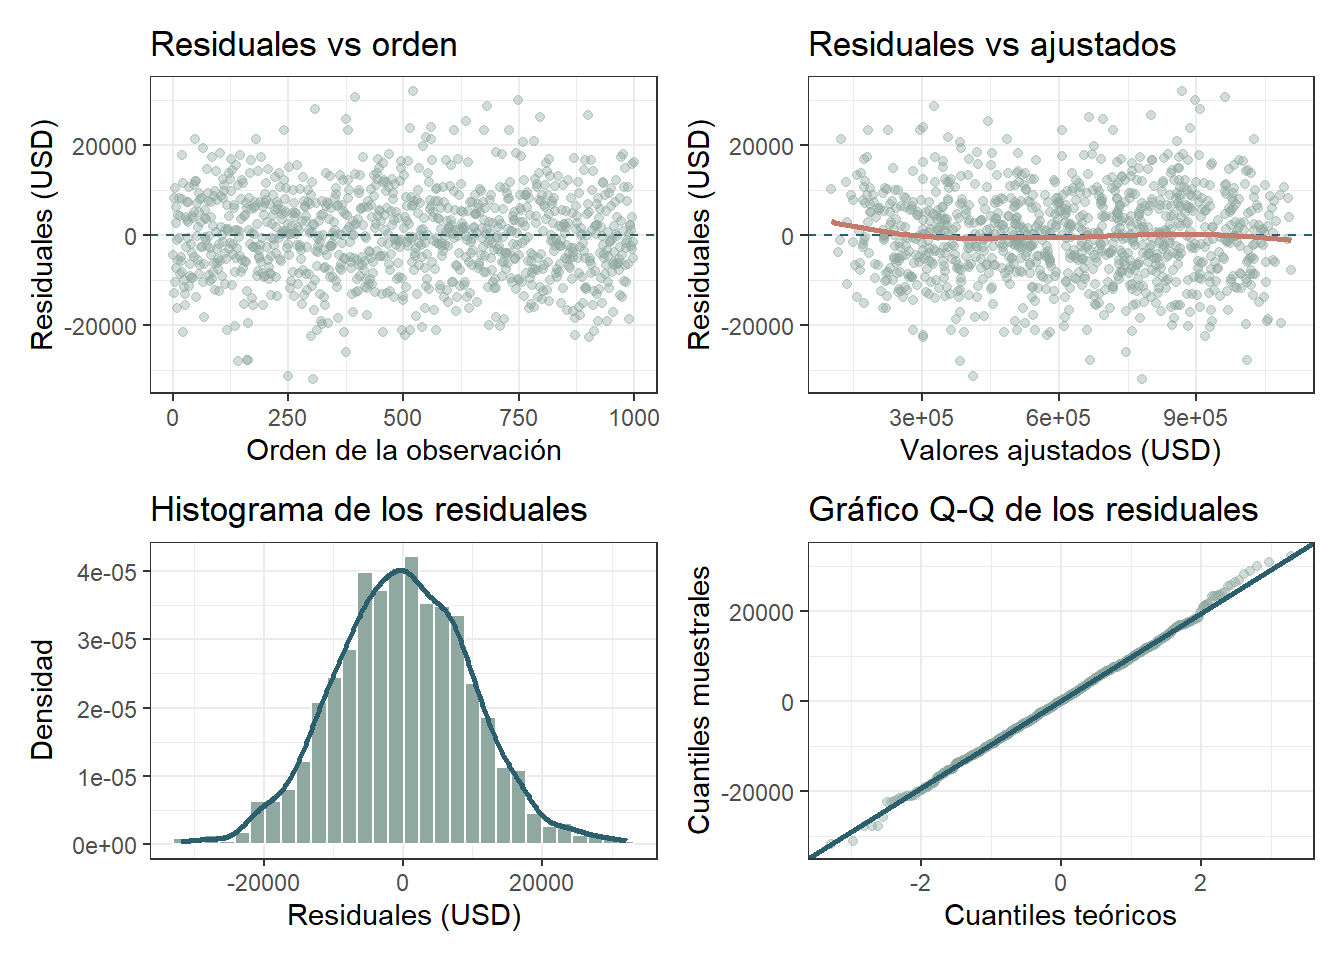 Residuales vs orden
Residuales (USD)
20000
0
-20000
0 250 500 750 1000
Orden de la observación
Residuales vs ajustados
Residuales (USD)
20000
0
-20000
3e+05 6e+05 9e+05
Valores ajustados (USD)
Histograma de los residuales
Densidad
4e-05
3e-05
2e-05
1e-05
0e+00
-20000 0 20000
Residuales (USD)
Gráfico Q-Q de los residuales
Cuantiles muestrales
20000
0
-20000
-2 0 2
Cuantiles teóricos